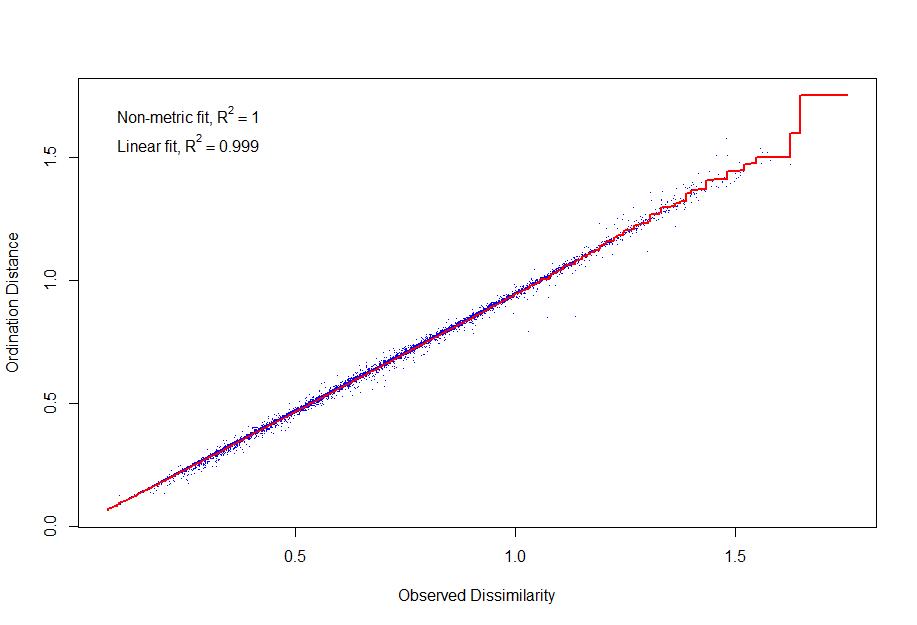 Non-metric fit, R² = 1
Linear fit, R² = 0.999
Ordination Distance
0.0
0.5
1.0
1.5
0.5 1.0 1.5
Observed Dissimilarity